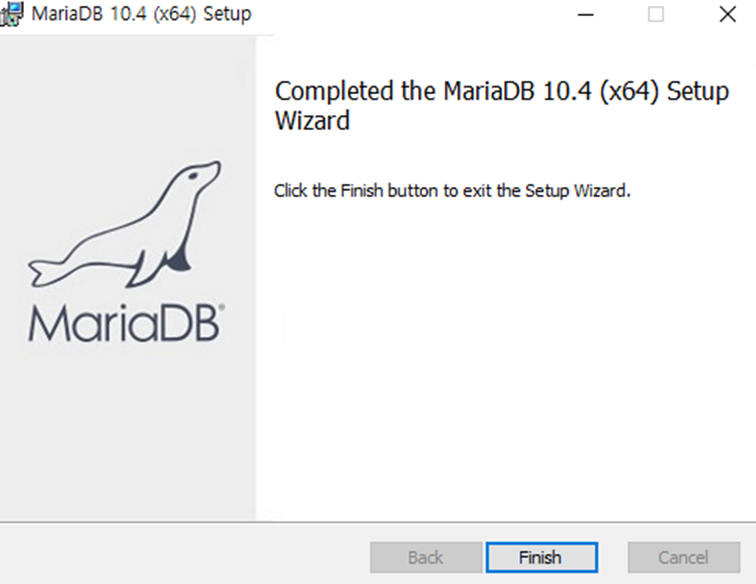 MariaDB 10.4 (x64) Setup
Completed the MariaDB 10.4 (x64) Setup
Wizard
Click the Finish button to exit the Setup Wizard.
MariaDB®
Back
Finish
Cancel